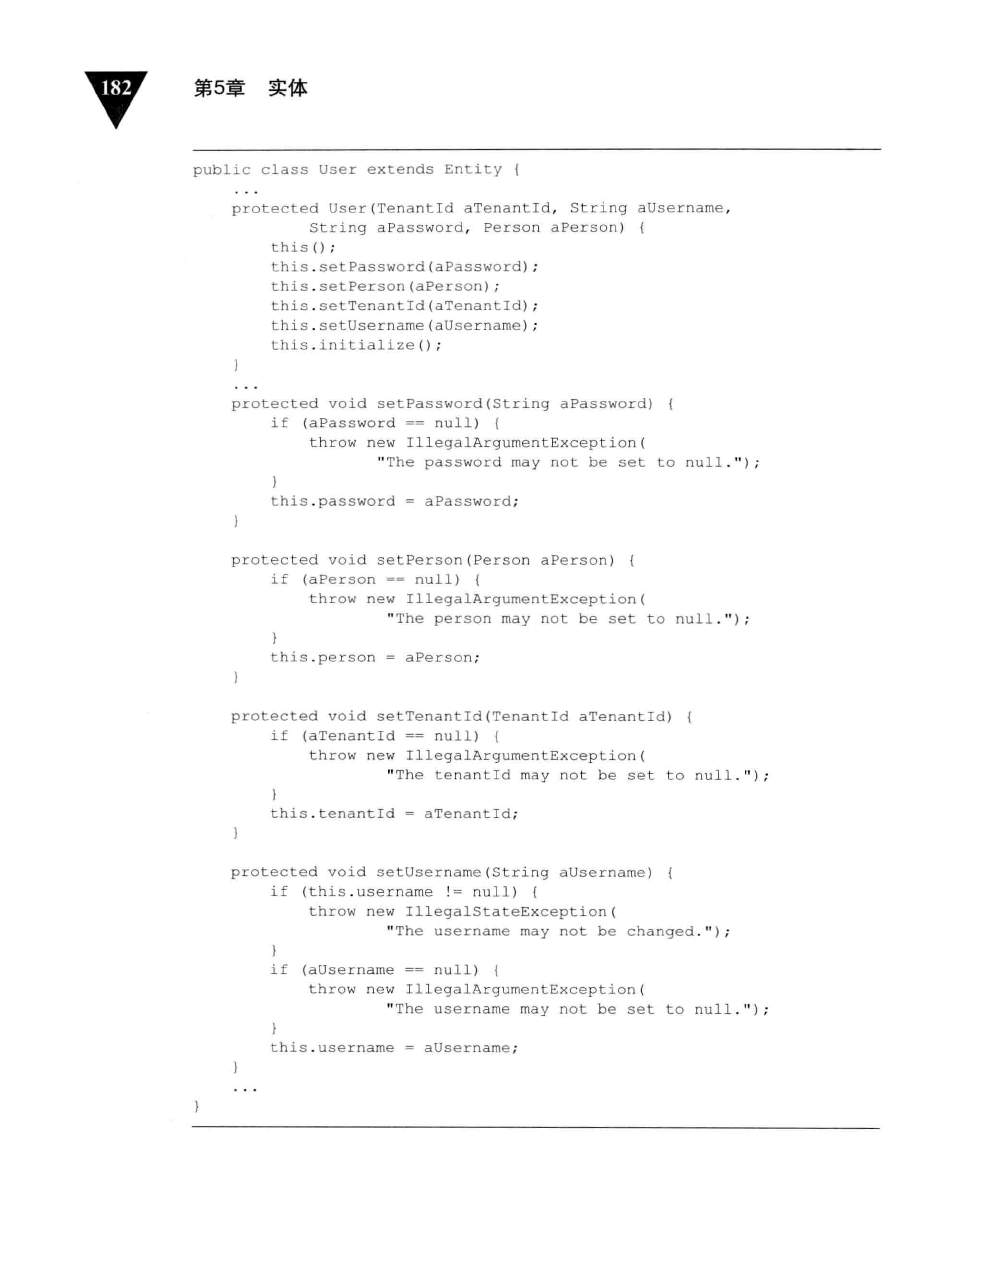 182
第5章 实体
public class User extends Entity {
    ...
    protected User(TenantId aTenantId, String aUsername,
            String aPassword, Person aPerson) {
        this();
        this.setPassword(aPassword);
        this.setPerson(aPerson);
        this.setTenantId(aTenantId);
        this.setUsername(aUsername);
        this.initialize();
    }
    ...
    protected void setPassword(String aPassword) {
        if (aPassword == null) {
            throw new IllegalArgumentException(
                   "The password may not be set to null.");
        }
        this.password = aPassword;
    }

    protected void setPerson(Person aPerson) {
        if (aPerson == null) {
            throw new IllegalArgumentException(
                    "The person may not be set to null.");
        }
        this.person = aPerson;
    }

    protected void setTenantId(TenantId aTenantId) {
        if (aTenantId == null) {
            throw new IllegalArgumentException(
                    "The tenantId may not be set to null.");
        }
        this.tenantId = aTenantId;
    }

    protected void setUsername(String aUsername) {
        if (this.username != null) {
            throw new IllegalStateException(
                    "The username may not be changed.");
        }
        if (aUsername == null) {
            throw new IllegalArgumentException(
                    "The username may not be set to null.");
        }
        this.username = aUsername;
    }
    ...
}